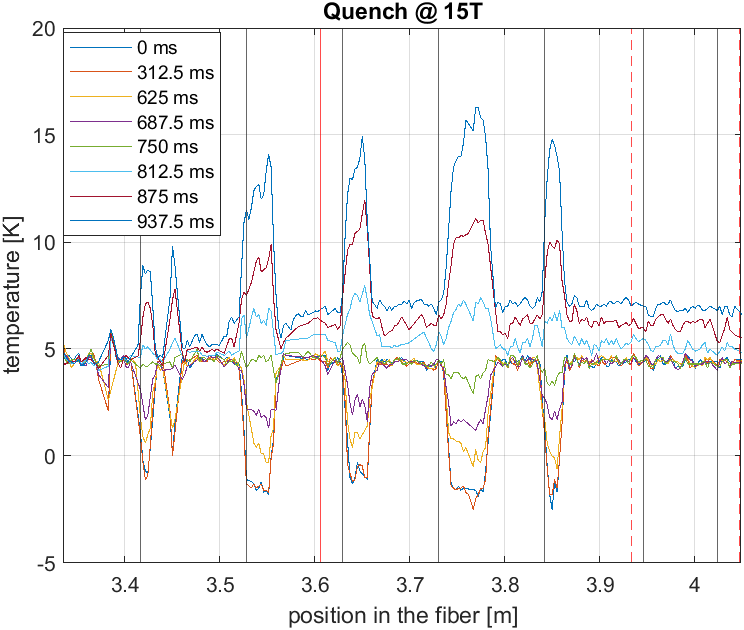 Quench @ 15T
20
15
10
5
0
-5
temperature [K]
0 ms
312.5 ms
625 ms
687.5 ms
750 ms
812.5 ms
875 ms
937.5 ms
3.4
3.5
3.6
3.7
3.8
3.9
4
position in the fiber [m]